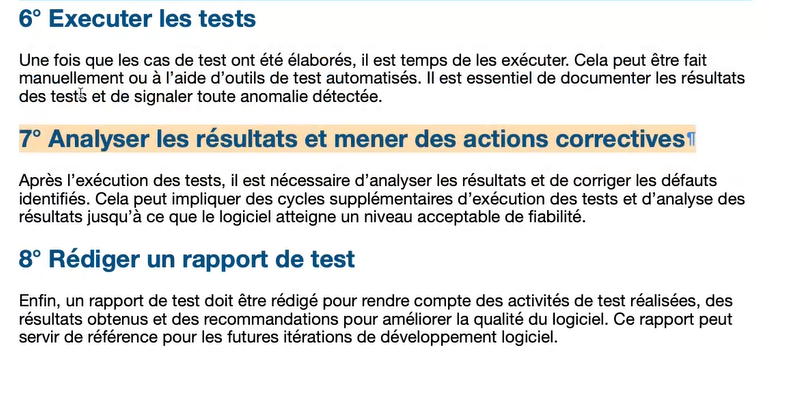 6° Executer les tests
Une fois que les cas de test ont été élaborés, il est temps de les exécuter. Cela peut être fait
manuellement ou à l’aide d’outils de test automatisés. Il est essentiel de documenter les résultats
des tests et de signaler toute anomalie détectée.
7° Analyser les résultats et mener des actions correctives¶
Après l’exécution des tests, il est nécessaire d’analyser les résultats et de corriger les défauts
identifiés. Cela peut impliquer des cycles supplémentaires d’exécution des tests et d’analyse des
résultats jusqu’à ce que le logiciel atteigne un niveau acceptable de fiabilité.
8° Rédiger un rapport de test
Enfin, un rapport de test doit être rédigé pour rendre compte des activités de test réalisées, des
résultats obtenus et des recommandations pour améliorer la qualité du logiciel. Ce rapport peut
servir de référence pour les futures itérations de développement logiciel.